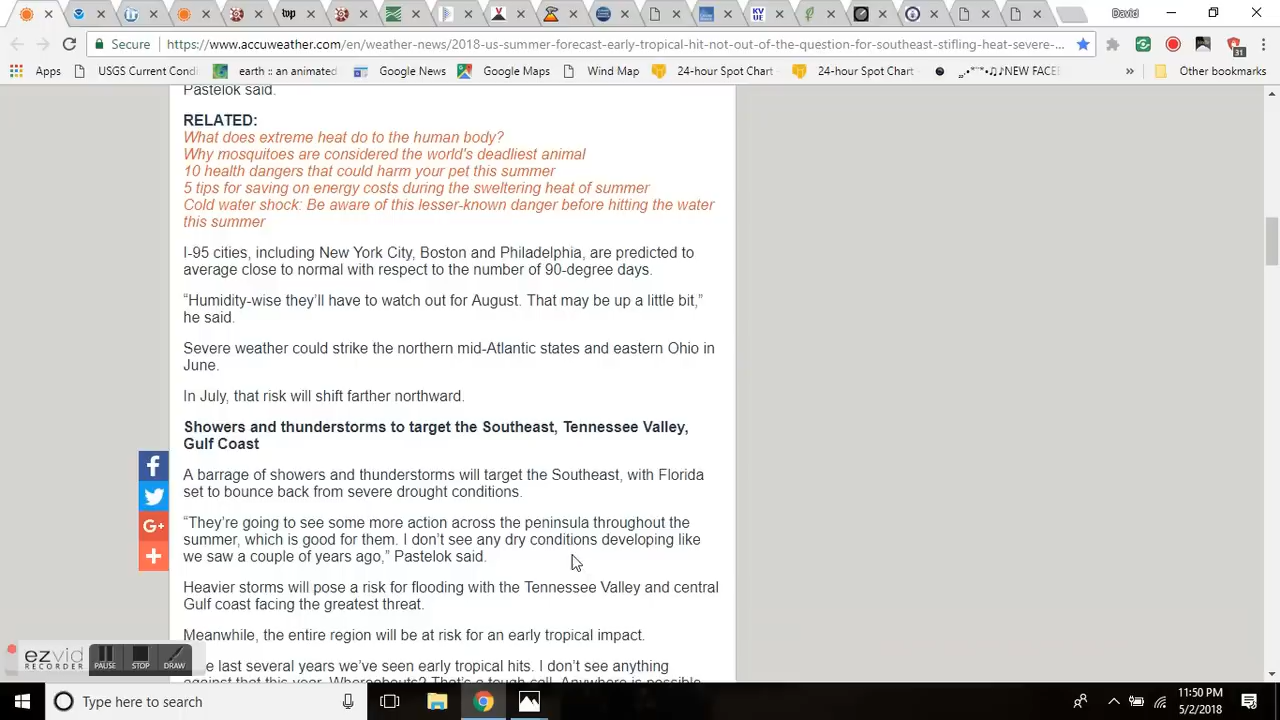 David
Secure
https://www.accuweather.com/en/weather-news/2018-us-summer-forecast-early-tropical-hit-not-out-of-the-question-for-southeast-stifling-heat-severe-...
31
Apps
USGS Current Condi
earth :: an animated
Google News
Google Maps
Wind Map
24-hour Spot Chart
24-hour Spot Chart
NEW FACE
»
Other bookmarks
Pastelok said.
RELATED:
What does extreme heat do to the human body?
Why mosquitoes are considered the world's deadliest animal
10 health dangers that could harm your pet this summer
5 tips for saving on energy costs during the sweltering heat of summer
Cold water shock: Be aware of this lesser-known danger before hitting the water
this summer
I-95 cities, including New York City, Boston and Philadelphia, are predicted to
average close to normal with respect to the number of 90-degree days.
“Humidity-wise they’ll have to watch out for August. That may be up a little bit,”
he said.
Severe weather could strike the northern mid-Atlantic states and eastern Ohio in
June.
In July, that risk will shift farther northward.
Showers and thunderstorms to target the Southeast, Tennessee Valley,
Gulf Coast
A barrage of showers and thunderstorms will target the Southeast, with Florida
set to bounce back from severe drought conditions.
“They’re going to see some more action across the peninsula throughout the
summer, which is good for them. I don’t see any dry conditions developing like
we saw a couple of years ago,” Pastelok said.
Heavier storms will pose a risk for flooding with the Tennessee Valley and central
Gulf coast facing the greatest threat.
Meanwhile, the entire region will be at risk for an early tropical impact.
last several years we’ve seen early tropical hits. I don’t see anything
against that this year. Whereabouts? That’s a tough call. Anywhere is possible
G+
ezvid
RECORDER
PAUSE
STOP
DRAW
Type here to search
11:50 PM
5/2/2018